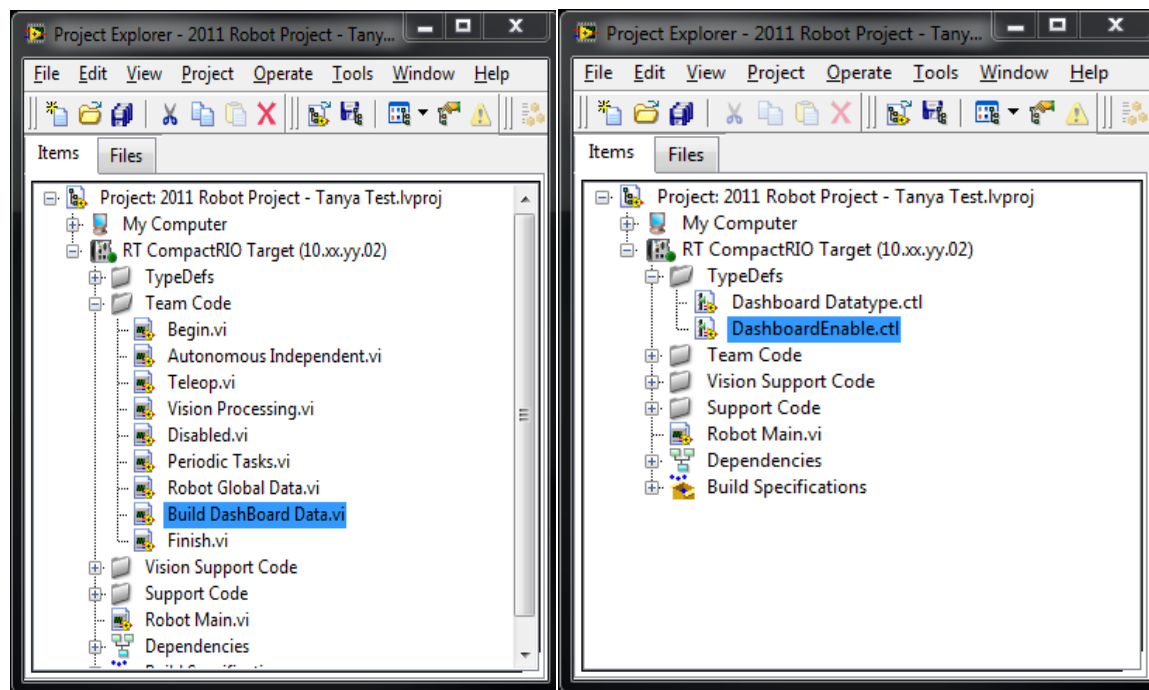 Project Explorer - 2011 Robot Project - Tany...
File Edit View Project Operate Tools Window Help
Items Files
Project: 2011 Robot Project - Tanya Test.lvproj
My Computer
RT CompactRIO Target (10.xx.yy.02)
TypeDefs
Team Code
Begin.vi
Autonomous Independent.vi
Teleop.vi
Vision Processing.vi
Disabled.vi
Periodic Tasks.vi
Robot Global Data.vi
Build DashBoard Data.vi
Finish.vi
Vision Support Code
Support Code
Robot Main.vi
Dependencies
Project Explorer - 2011 Robot Project - Tany...
File Edit View Project Operate Tools Window Help
Items Files
Project: 2011 Robot Project - Tanya Test.lvproj
My Computer
RT CompactRIO Target (10.xx.yy.02)
TypeDefs
Dashboard Datatype.ctl
DashboardEnable.ctl
Team Code
Vision Support Code
Support Code
Robot Main.vi
Dependencies
Build Specifications